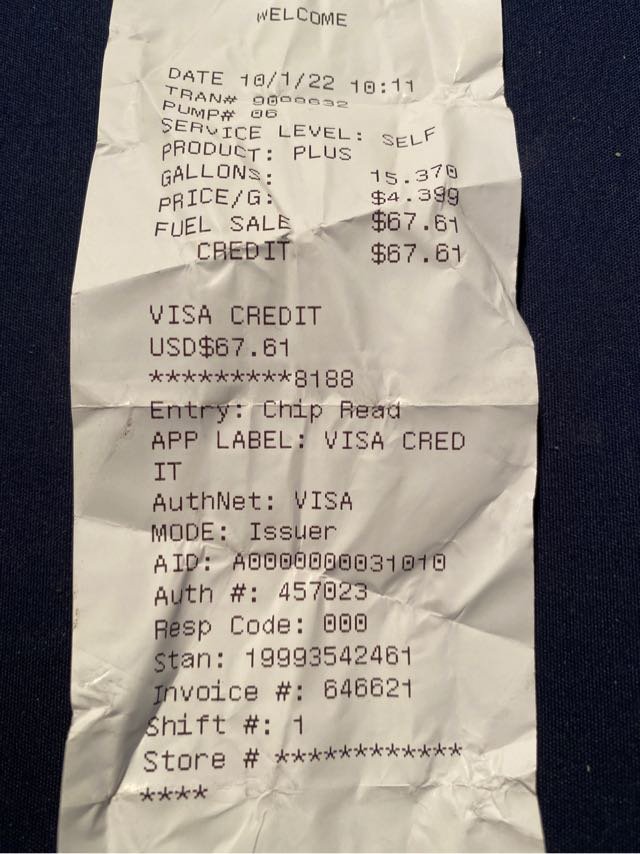 WELCOME
DATE 10/1/22 10:11
TRAN# 9000632
PUMP# 06
SERVICE LEVEL: SELF
PRODUCT: PLUS
GALLONS: 15.370
PRICE/G: $4.399
FUEL SALE $67.61
CREDIT $67.61
VISA CREDIT
USD$67.61
*********8188
Entry: Chip Read
APP LABEL: VISA CRED
IT
AuthNet: VISA
MODE: Issuer
AID: A0000000031010
Auth #: 457023
Resp Code: 000
Stan: 19993542461
Invoice #: 646621
Shift #: 1
Store # ************
****